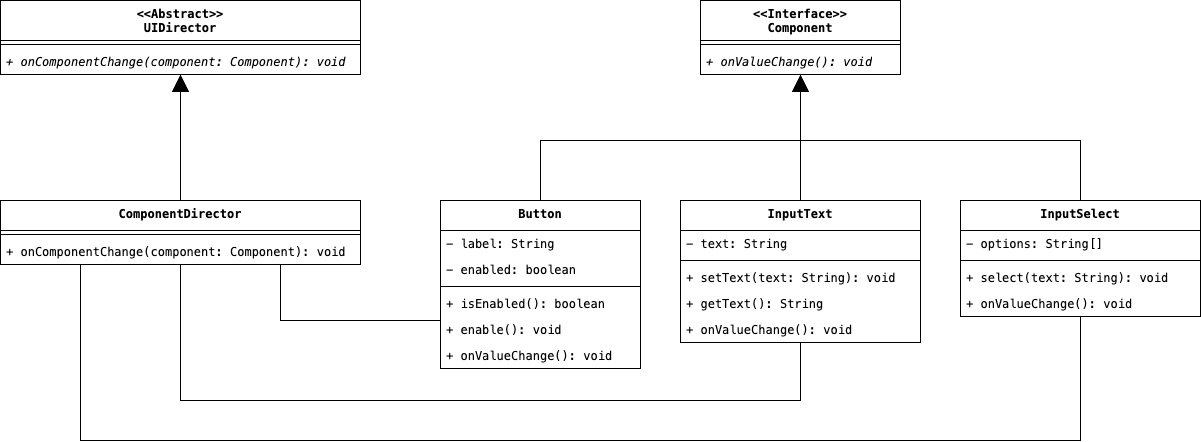 <<Abstract>>
UIDirector
+ onComponentChange(component: Component): void
<<Interface>>
Component
+ onValueChange(): void
ComponentDirector
+ onComponentChange(component: Component): void
Button
− label: String
− enabled: boolean
+ isEnabled(): boolean
+ enable(): void
+ onValueChange(): void
InputText
− text: String
+ setText(text: String): void
+ getText(): String
+ onValueChange(): void
InputSelect
− options: String[]
+ select(text: String): void
+ onValueChange(): void